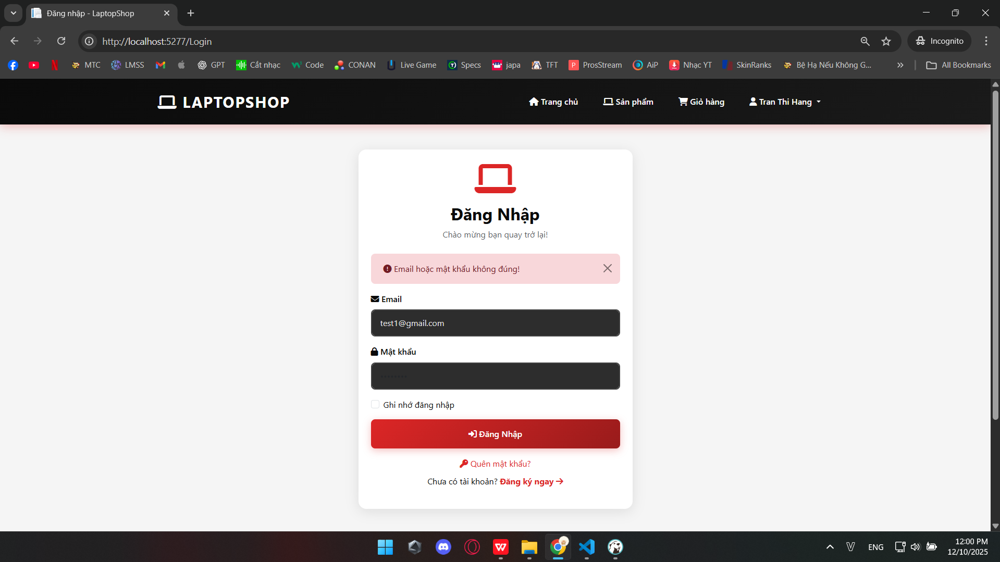 Đăng nhập - LaptopShop
http://localhost:5277/Login
Incognito
MTC
LMSS
GPT
Cắt nhạc
Code
CONAN
Live Game
Specs
japa
TFT
ProsStream
AiP
Nhạc YT
SkinRanks
Bệ Hạ Nếu Không G...
All Bookmarks
LAPTOPSHOP
Trang chủ
Sản phẩm
Giỏ hàng
Tran Thi Hang
Đăng Nhập
Chào mừng bạn quay trở lại!
Email hoặc mật khẩu không đúng!
Email
test1@gmail.com
Mật khẩu
Ghi nhớ đăng nhập
Đăng Nhập
Quên mật khẩu?
Chưa có tài khoản? Đăng ký ngay
ENG
12:00 PM
12/10/2025